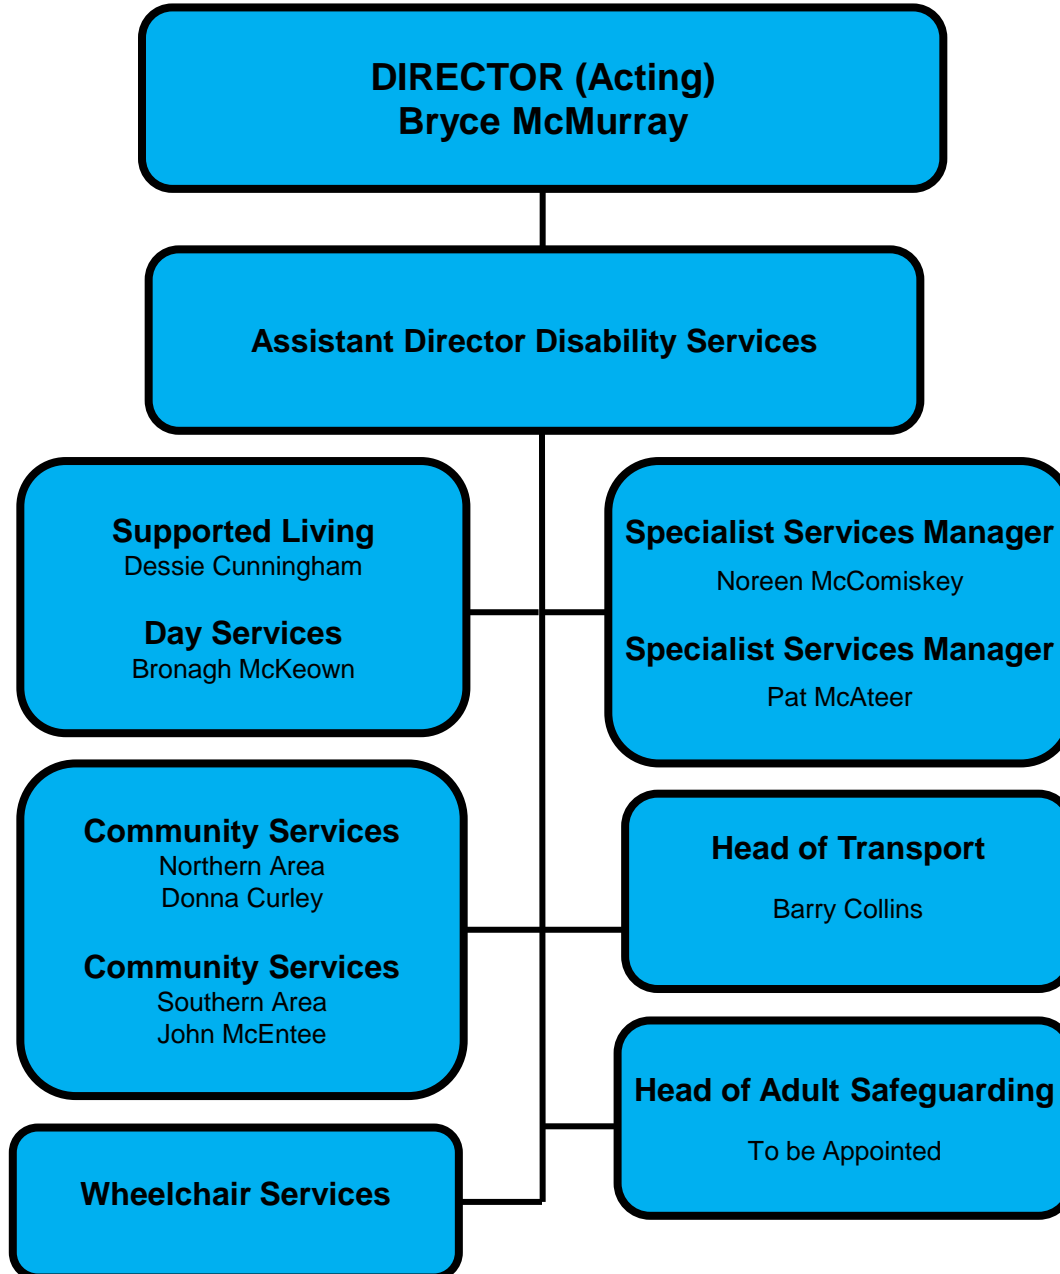 DIRECTOR (Acting)
Bryce McMurray
Assistant Director Disability Services
Supported Living
Dessie Cunningham
Day Services
Bronagh McKeown
Specialist Services Manager
Noreen McComiskey
Specialist Services Manager
Pat McAteer
Community Services
Northern Area
Donna Curley
Community Services
Southern Area
John McEntee
Head of Transport
Barry Collins
Head of Adult Safeguarding
To be Appointed
Wheelchair Services